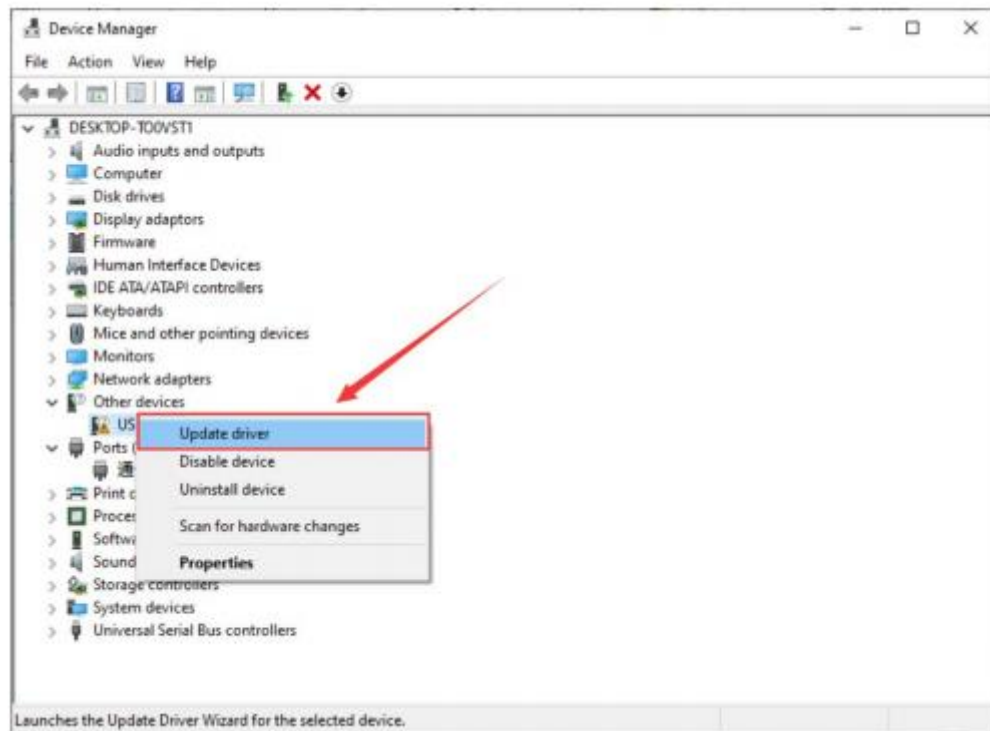 Device Manager
File Action View Help
DESKTOP-TO0VST1
Audio inputs and outputs
Computer
Disk drives
Display adaptors
Firmware
Human Interface Devices
IDE ATA/ATAPI controllers
Keyboards
Mice and other pointing devices
Monitors
Network adapters
Other devices
US
Update driver
Ports (
Disable device
通
Uninstall device
Print
Proces
Scan for hardware changes
Softwa
Sound
Properties
Storage controllers
System devices
Universal Serial Bus controllers
Launches the Update Driver Wizard for the selected device.